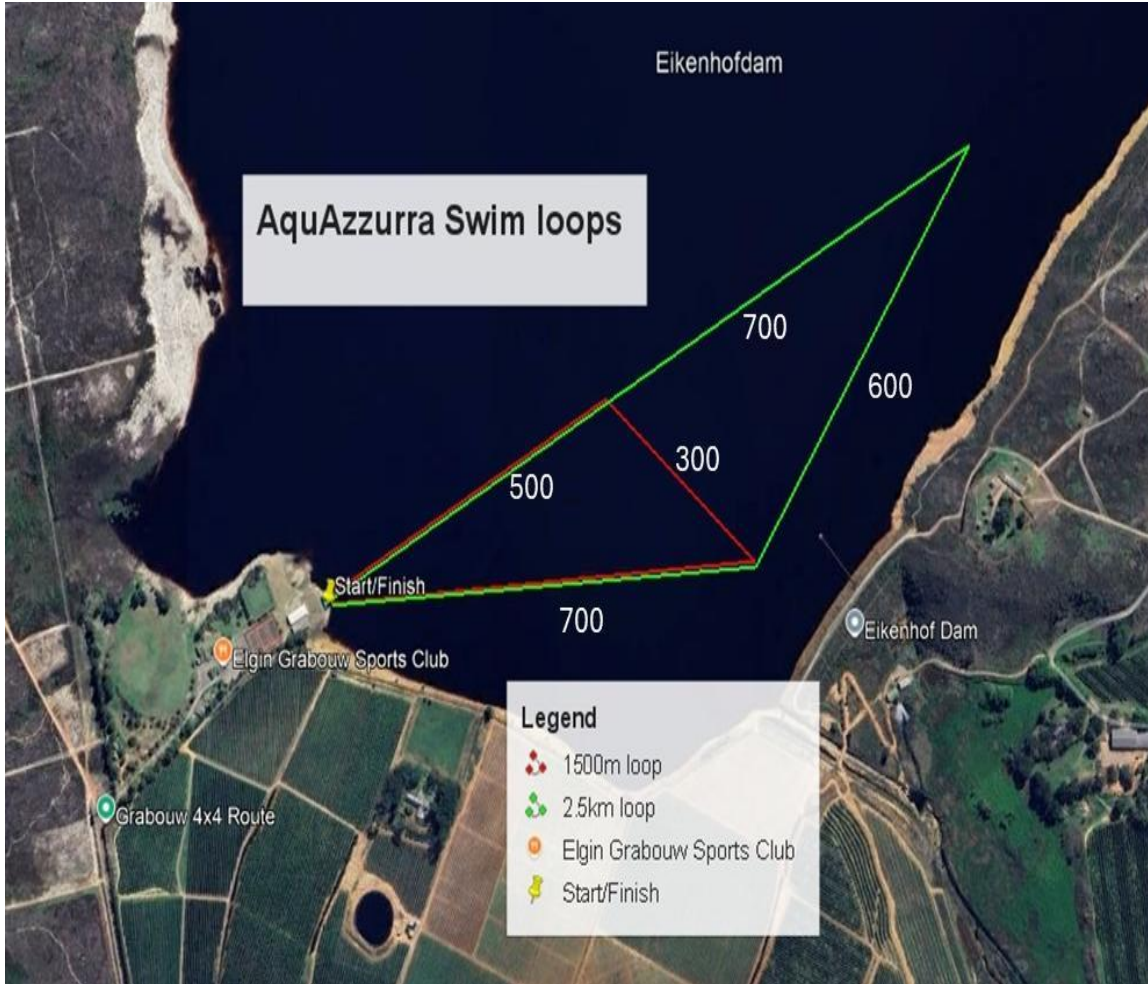 Eikenhofdam
AquAzzurra Swim loops
700
600
300
500
Start/Finish
700
Eikenhof Dam
Elgin Grabouw Sports Club
Grabouw 4x4 Route
Legend
1500m loop
2.5km loop
Elgin Grabouw Sports Club
Start/Finish